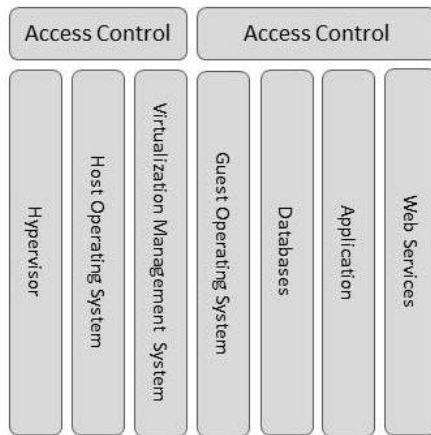 Access Control
Access Control
Hypervisor
Host Operating System
Virtualization Management System
Guest Operating System
Databases
Application
Web Services